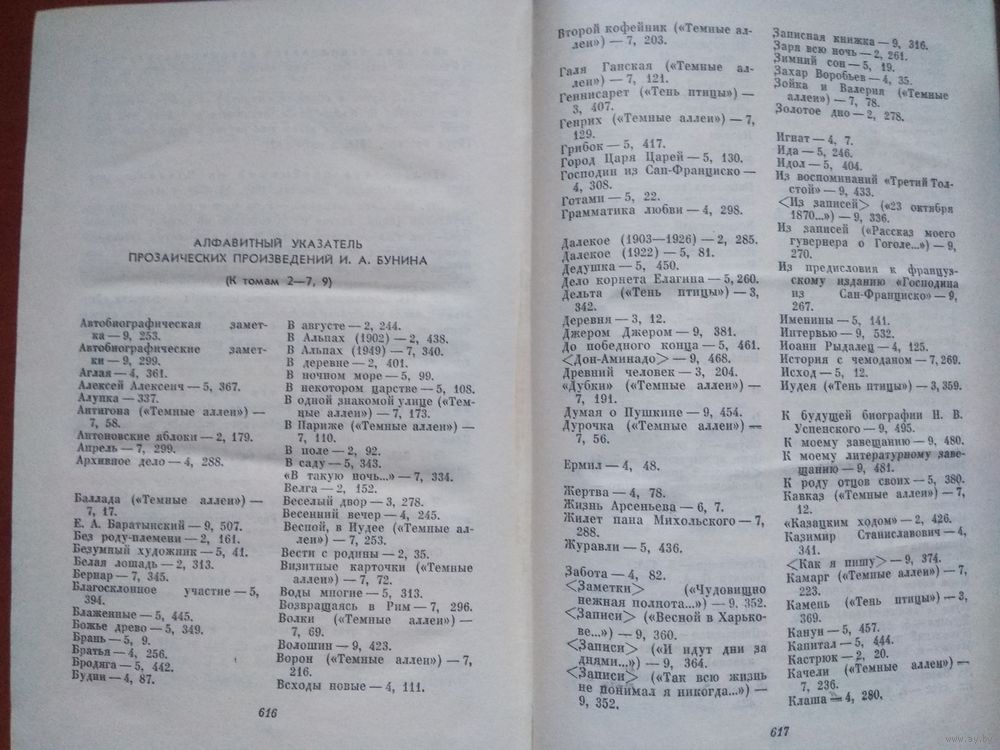 АЛФАВИТНЫЙ УКАЗАТЕЛЬ
ПРОЗАИЧЕСКИХ ПРОИЗВЕДЕНИЙ И. А. БУНИНА
(К томам 2—7, 9)
Автобиографическая замет-
ка — 9, 253.
Автобиографические замет-
ки — 9, 299.
Аглая — 4, 361.
Алексей Алексеич — 5, 367.
Алупка — 337.
Антигона («Темные аллеи») —
7, 58.
Антоновские яблоки — 2, 179.
Апрель — 7, 299.
Архивное дело — 4, 288.
Баллада («Темные аллеи») —
7, 17.
Е. А. Баратынский — 9, 507.
Без роду-племени — 2, 161.
Безумный художник — 5, 41.
Белая лошадь — 2, 313.
Бернар — 7, 345.
Благосклонное участие — 5,
394.
Блаженные — 5, 445.
Божье древо — 5, 349.
Брань — 5, 9.
Братья — 4, 256.
Бродяга — 5, 442.
Будни — 4, 87.
В августе — 2, 244.
В Альпах (1902) — 2, 438.
В Альпах (1949) — 7, 340.
В деревне — 2, 401.
В ночном море — 5, 99.
В некотором царстве — 5, 108.
В одной знакомой улице («Тем-
ные аллеи») — 7, 173.
В Париже («Темные аллеи») —
7, 110.
В поле — 2, 92.
В саду — 5, 343.
«В такую ночь...» — 7, 334.
Велга — 2, 152.
Веселый двор — 3, 278.
Весенний вечер — 4, 245.
Весной, в Иудее («Темные ал-
леи») — 7, 253.
Вести с родины — 2, 35.
Визитные карточки («Темные
аллеи») — 7, 72.
Воды многие — 5, 313.
Возвращаясь в Рим — 7, 296.
Волки («Темные аллеи») —
7, 69.
Волошин — 9, 423.
Ворон («Темные аллеи») — 7,
216.
Всходы новые — 4, 111.
616
Второй кофейник («Темные ал-
леи») — 7, 203.
Галя Ганская («Темные ал-
леи») — 7, 121.
Геннисарет («Тень птицы») —
3, 407.
Генрих («Темные аллеи») — 7,
129.
Грибок — 5, 417.
Город Царя Царей — 5, 130.
Господин из Сан-Франциско —
4, 308.
Готами — 5, 22.
Грамматика любви — 4, 298.
Далекое (1903—1926) — 2, 285.
Далекое (1922) — 5, 81.
Дедушка — 5, 450.
Дело корнета Елагина — 5, 260.
Дельта («Тень птицы») — 3,
342.
Деревня — 3, 12.
Джером Джером — 9, 381.
До победного конца — 5, 461.
<Дон-Аминадо> — 9, 468.
Древний человек — 3, 204.
«Дубки» («Темные аллеи») —
7, 191.
Думая о Пушкине — 9, 454.
Дурочка («Темные аллеи») —
7, 56.
Ермил — 4, 48.
Жертва — 4, 78.
Жизнь Арсеньева — 6, 7.
Жилет пана Михольского — 7,
288.
Журавли — 5, 436.
Забота — 4, 82.
<Заметки> («Чудовищно
нежная полнота...») — 9. 352.
<Записи> («Весной в Харько-
ве...») — 9, 360.
<Записи> («И идут дни за
днями...») — 9, 364.
<Записи> («Так всю жизнь
не понимал я никогда...») —
9, 352.
Записная книжка — 9, 316.
Заря всю ночь — 2, 261.
Зимний сон — 5, 19.
Захар Воробьев — 4, 35.
Зойка и Валерия («Темные
аллеи») — 7, 78.
Золотое дно — 2, 278.
Игнат — 4, 7.
Ида — 5, 246.
Идол — 5, 404.
Из воспоминаний «Третий Тол-
стой» — 9, 433.
<Из записей> («23 октября
1870...») — 9, 336.
Из записей («Рассказ моего
гувернера о Гоголе...») — 9,
270.
Из предисловия к француз-
скому изданию «Господина
из Сан-Франциско» — 9,
267.
Именины — 5, 141.
Интервью — 9, 532.
Иоанн Рыдалец — 4, 125.
История с чемоданом — 7, 269.
Исход — 5, 12.
Иудея («Тень птицы») — 3, 359.
К будущей биографии Н. В.
Успенского — 9, 495.
К моему завещанию — 9, 480.
К моему литературному заве-
щанию — 9, 481.
К роду отцов своих — 5, 380.
Кавказ («Темные аллеи») — 7,
12.
«Казацким ходом» — 2, 426.
Казимир Станиславович — 4,
341.
<Как я пишу> — 9, 374.
Камарг («Темные аллеи») — 7,
223.
Камень («Тень птицы») — 3,
369.
Канун — 5, 457.
Капитал — 5, 444.
Кастрюк — 2, 20.
Качели («Темные аллеи») —
7, 236.
Клаша — 4, 280.
617
www.ay.by